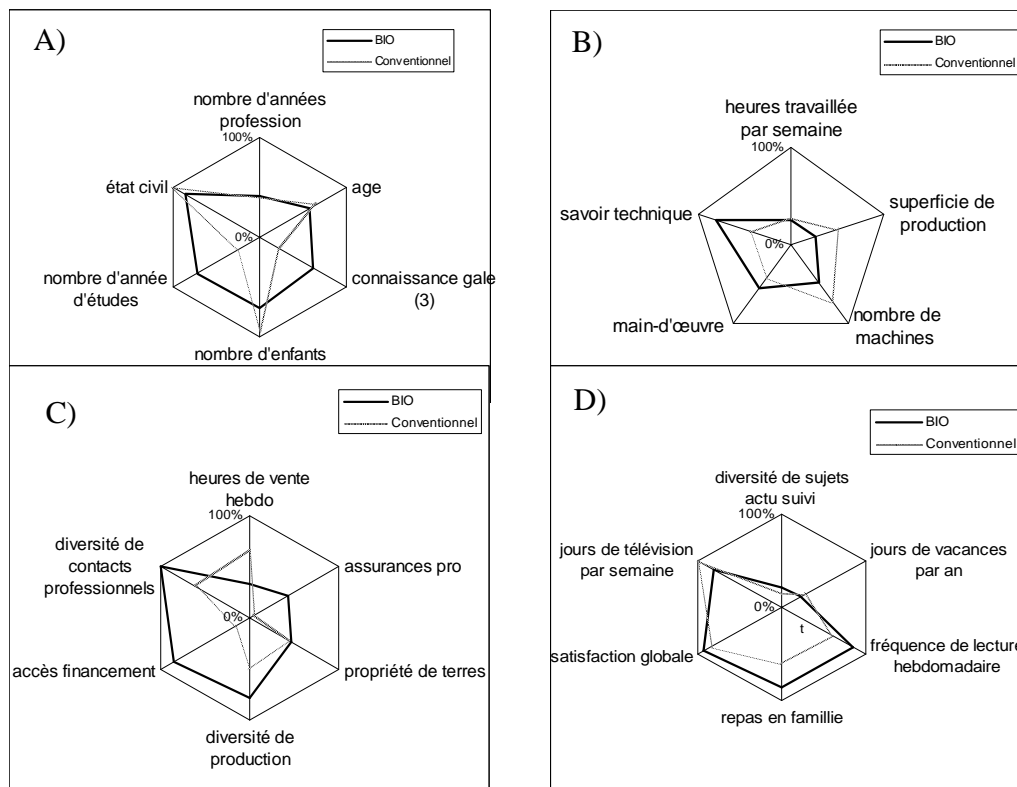 A)
BIO
Conventionnel
nombre d'années
profession
100%
état civil
age
0%
nombre d'année
d'études
connaissance gale
(3)
nombre d'enfants
B)
BIO
Conventionnel
heures travaillée
par semaine
100%
savoir technique
superficie de
production
0%
main-d'œuvre
nombre de
machines
C)
BIO
Conventionnel
heures de vente
hebdo
100%
diversité de
contacts
professionnels
assurances pro
0%
accès financement
propriété de terres
diversité de
production
D)
BIO
Conventionnel
diversité de sujets
actu suivi
100%
jours de télévision
par semaine
jours de vacances
par an
0%
t
satisfaction globale
fréquence de lecture
hebdomadaire
repas en famillie